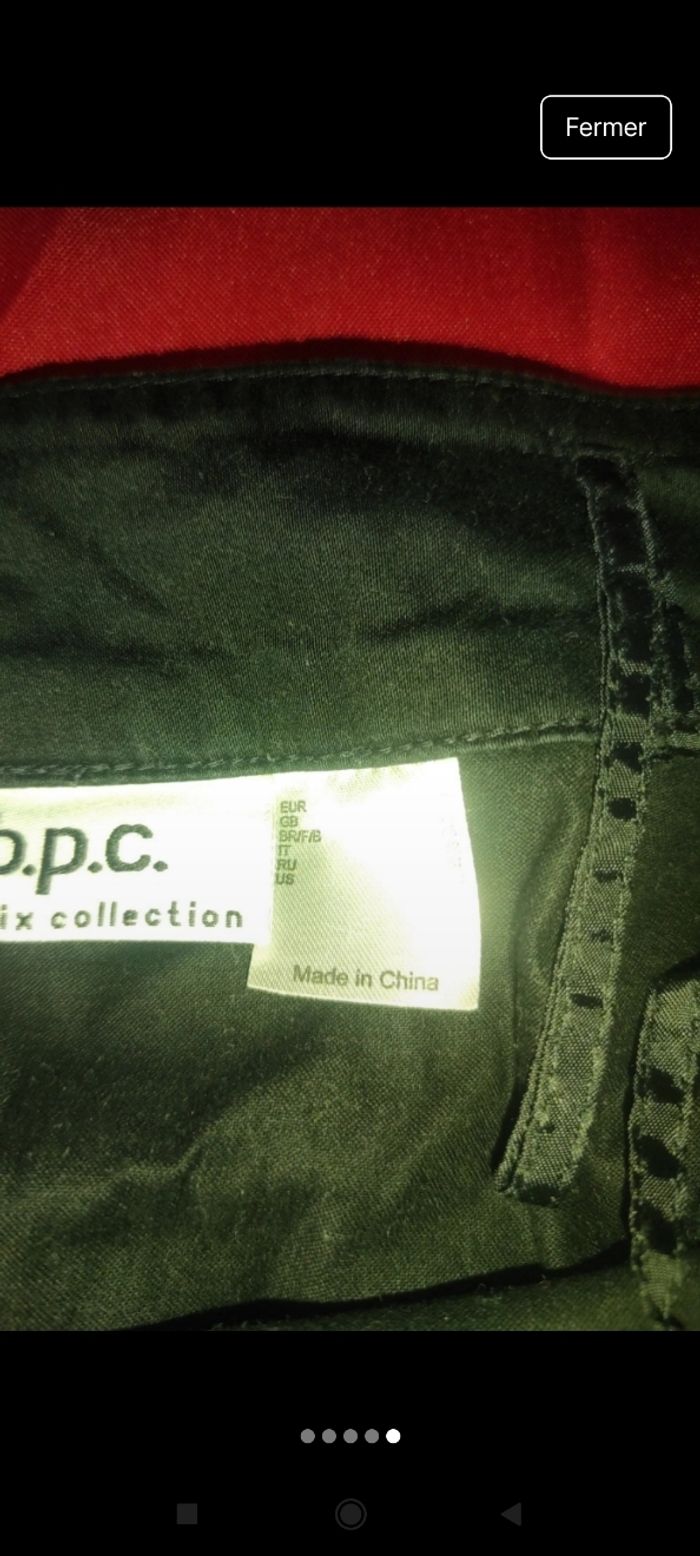 Fermer
EUR
GB
BR/F/B
IT
RU
US
.p.c.
ix collection
Made in China